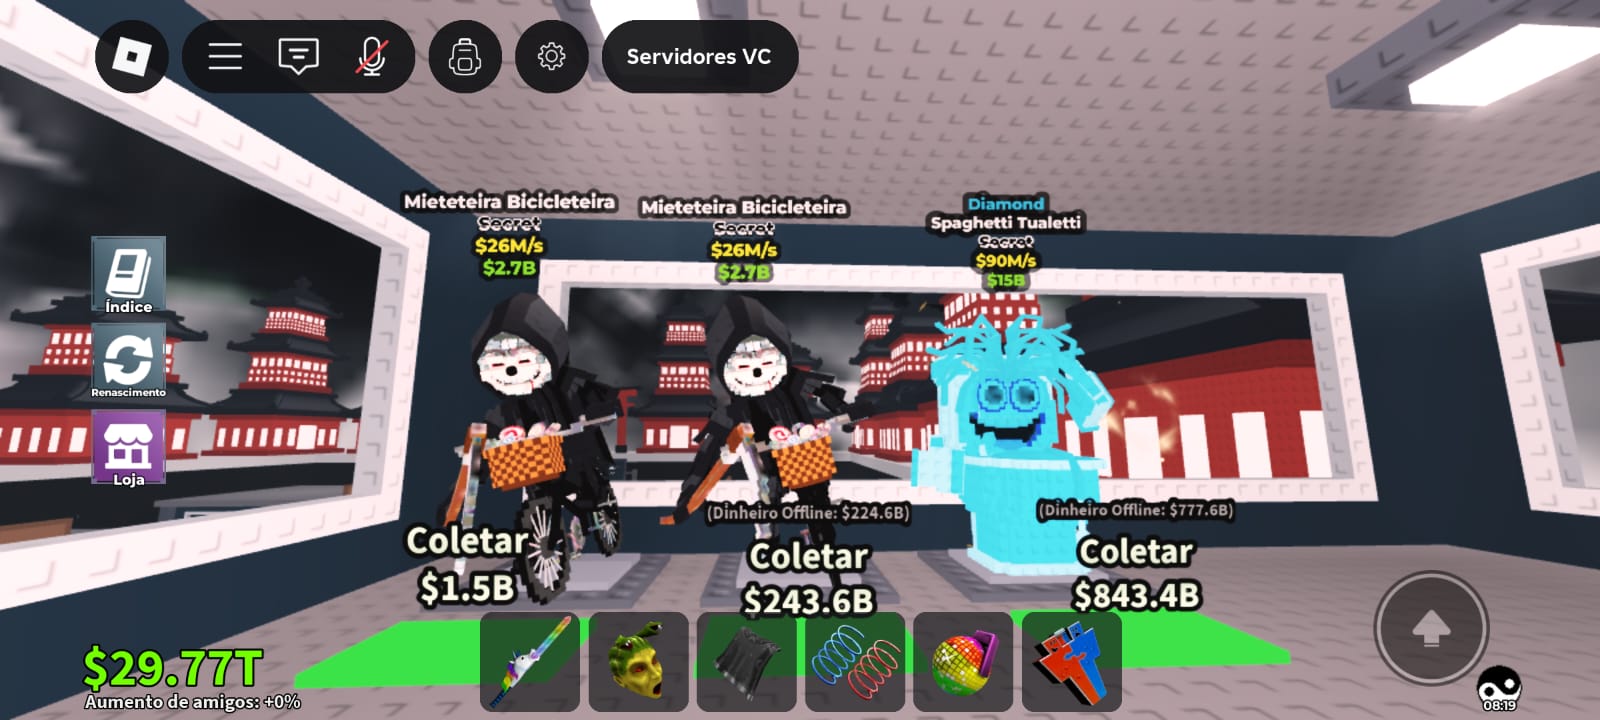 Servidores VC
Mieteteira Bicicleteira
Secret
$26M/s
$2.7B
Mieteteira Bicicleteira
Secret
$26M/s
$2.7B
Diamond
Spaghetti Tualetti
Secret
$90M/s
$15B
Índice
Renascimento
Loja
Coletar
$1.5B
(Dinheiro Offline: $224.6B)
Coletar
$243.6B
(Dinheiro Offline: $777.6B)
Coletar
$843.4B
$29.77T
Aumento de amigos: +0%
08:19